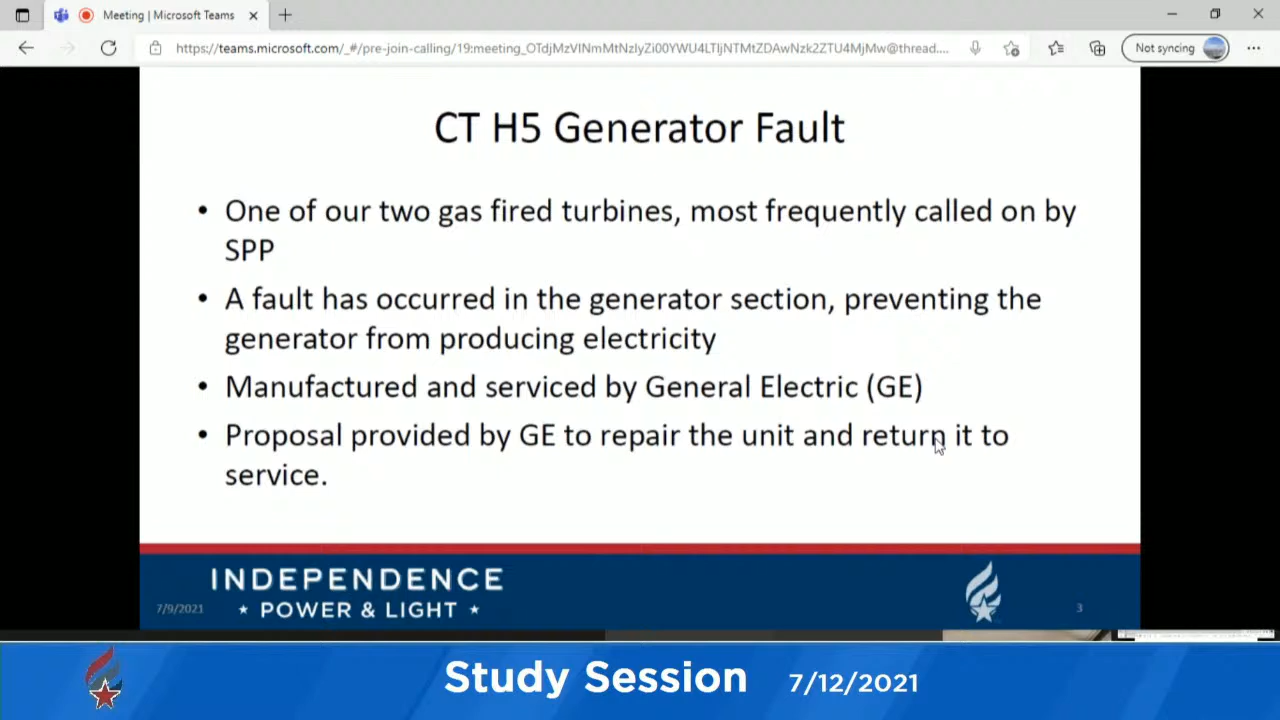 Meeting | Microsoft Teams
https://teams.microsoft.com/_#/pre-join-calling/19:meeting_OTdjMzVlNmMtNzIyZi00YWU4LTljNTMtZDAwNzk2ZTU4MjMw@thread....
Not syncing
CT H5 Generator Fault
• One of our two gas fired turbines, most frequently called on by
SPP
• A fault has occurred in the generator section, preventing the
generator from producing electricity
• Manufactured and serviced by General Electric (GE)
• Proposal provided by GE to repair the unit and return it to
service.
INDEPENDENCE
7/9/2021
POWER & LIGHT
3
Study Session 7/12/2021